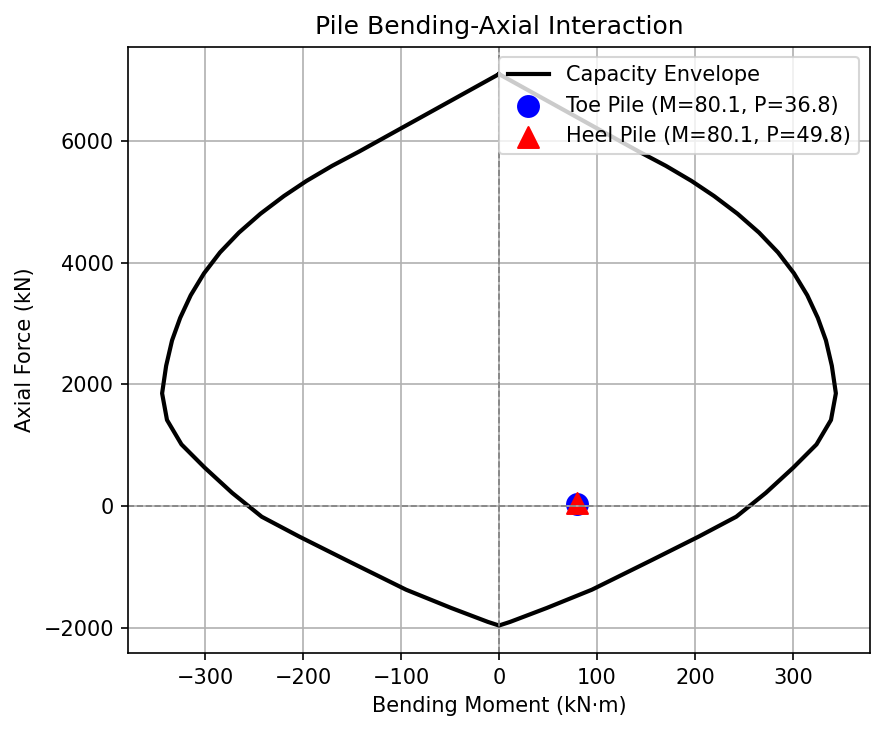 Pile Bending-Axial Interaction
Capacity Envelope
Toe Pile (M=80.1, P=36.8)
Heel Pile (M=80.1, P=49.8)
Axial Force (kN)
6000
4000
2000
0
−2000
−300
−200
−100
0
100
200
300
Bending Moment (kN·m)